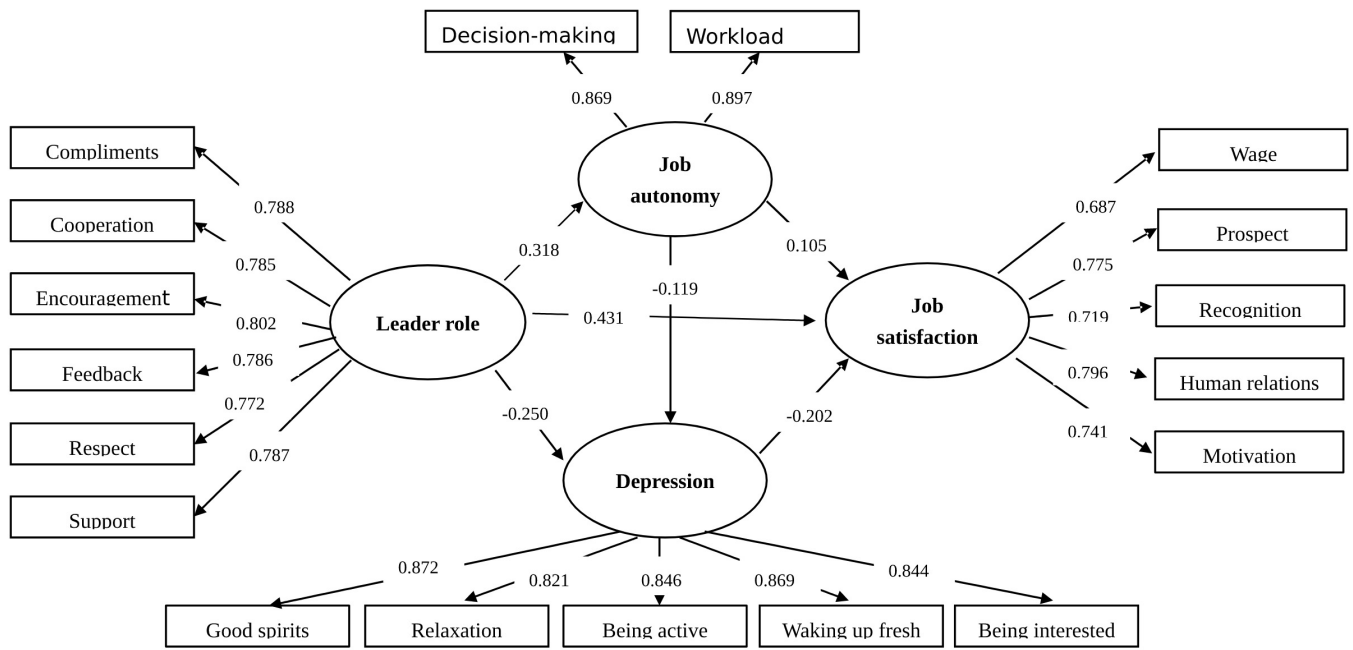 Decision-making
Workload
0.869
0.897
Compliments
Cooperation
Encouragement
Feedback
Respect
Support
0.788
0.785
0.802
0.786
0.772
0.787
Leader role
Job
autonomy
0.318
0.431
-0.250
-0.119
0.105
-0.202
Job
satisfaction
Depression
0.687
0.775
0.719
0.796
0.741
Wage
Prospect
Recognition
Human relations
Motivation
0.872
0.821
0.846
0.869
0.844
Good spirits
Relaxation
Being active
Waking up fresh
Being interested